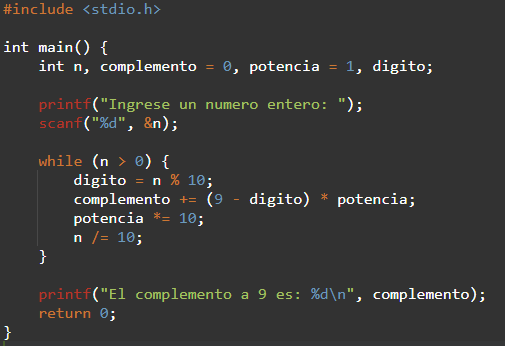 #include <stdio.h>
int main() {
int n, complemento = 0, potencia = 1, digito;
printf("Ingrese un numero entero: ");
scanf("%d", &n);
while (n > 0) {
digito = n % 10;
complemento += (9 - digito) * potencia;
potencia *= 10;
n /= 10;
}
printf("El complemento a 9 es: %d\n", complemento);
return 0;
}